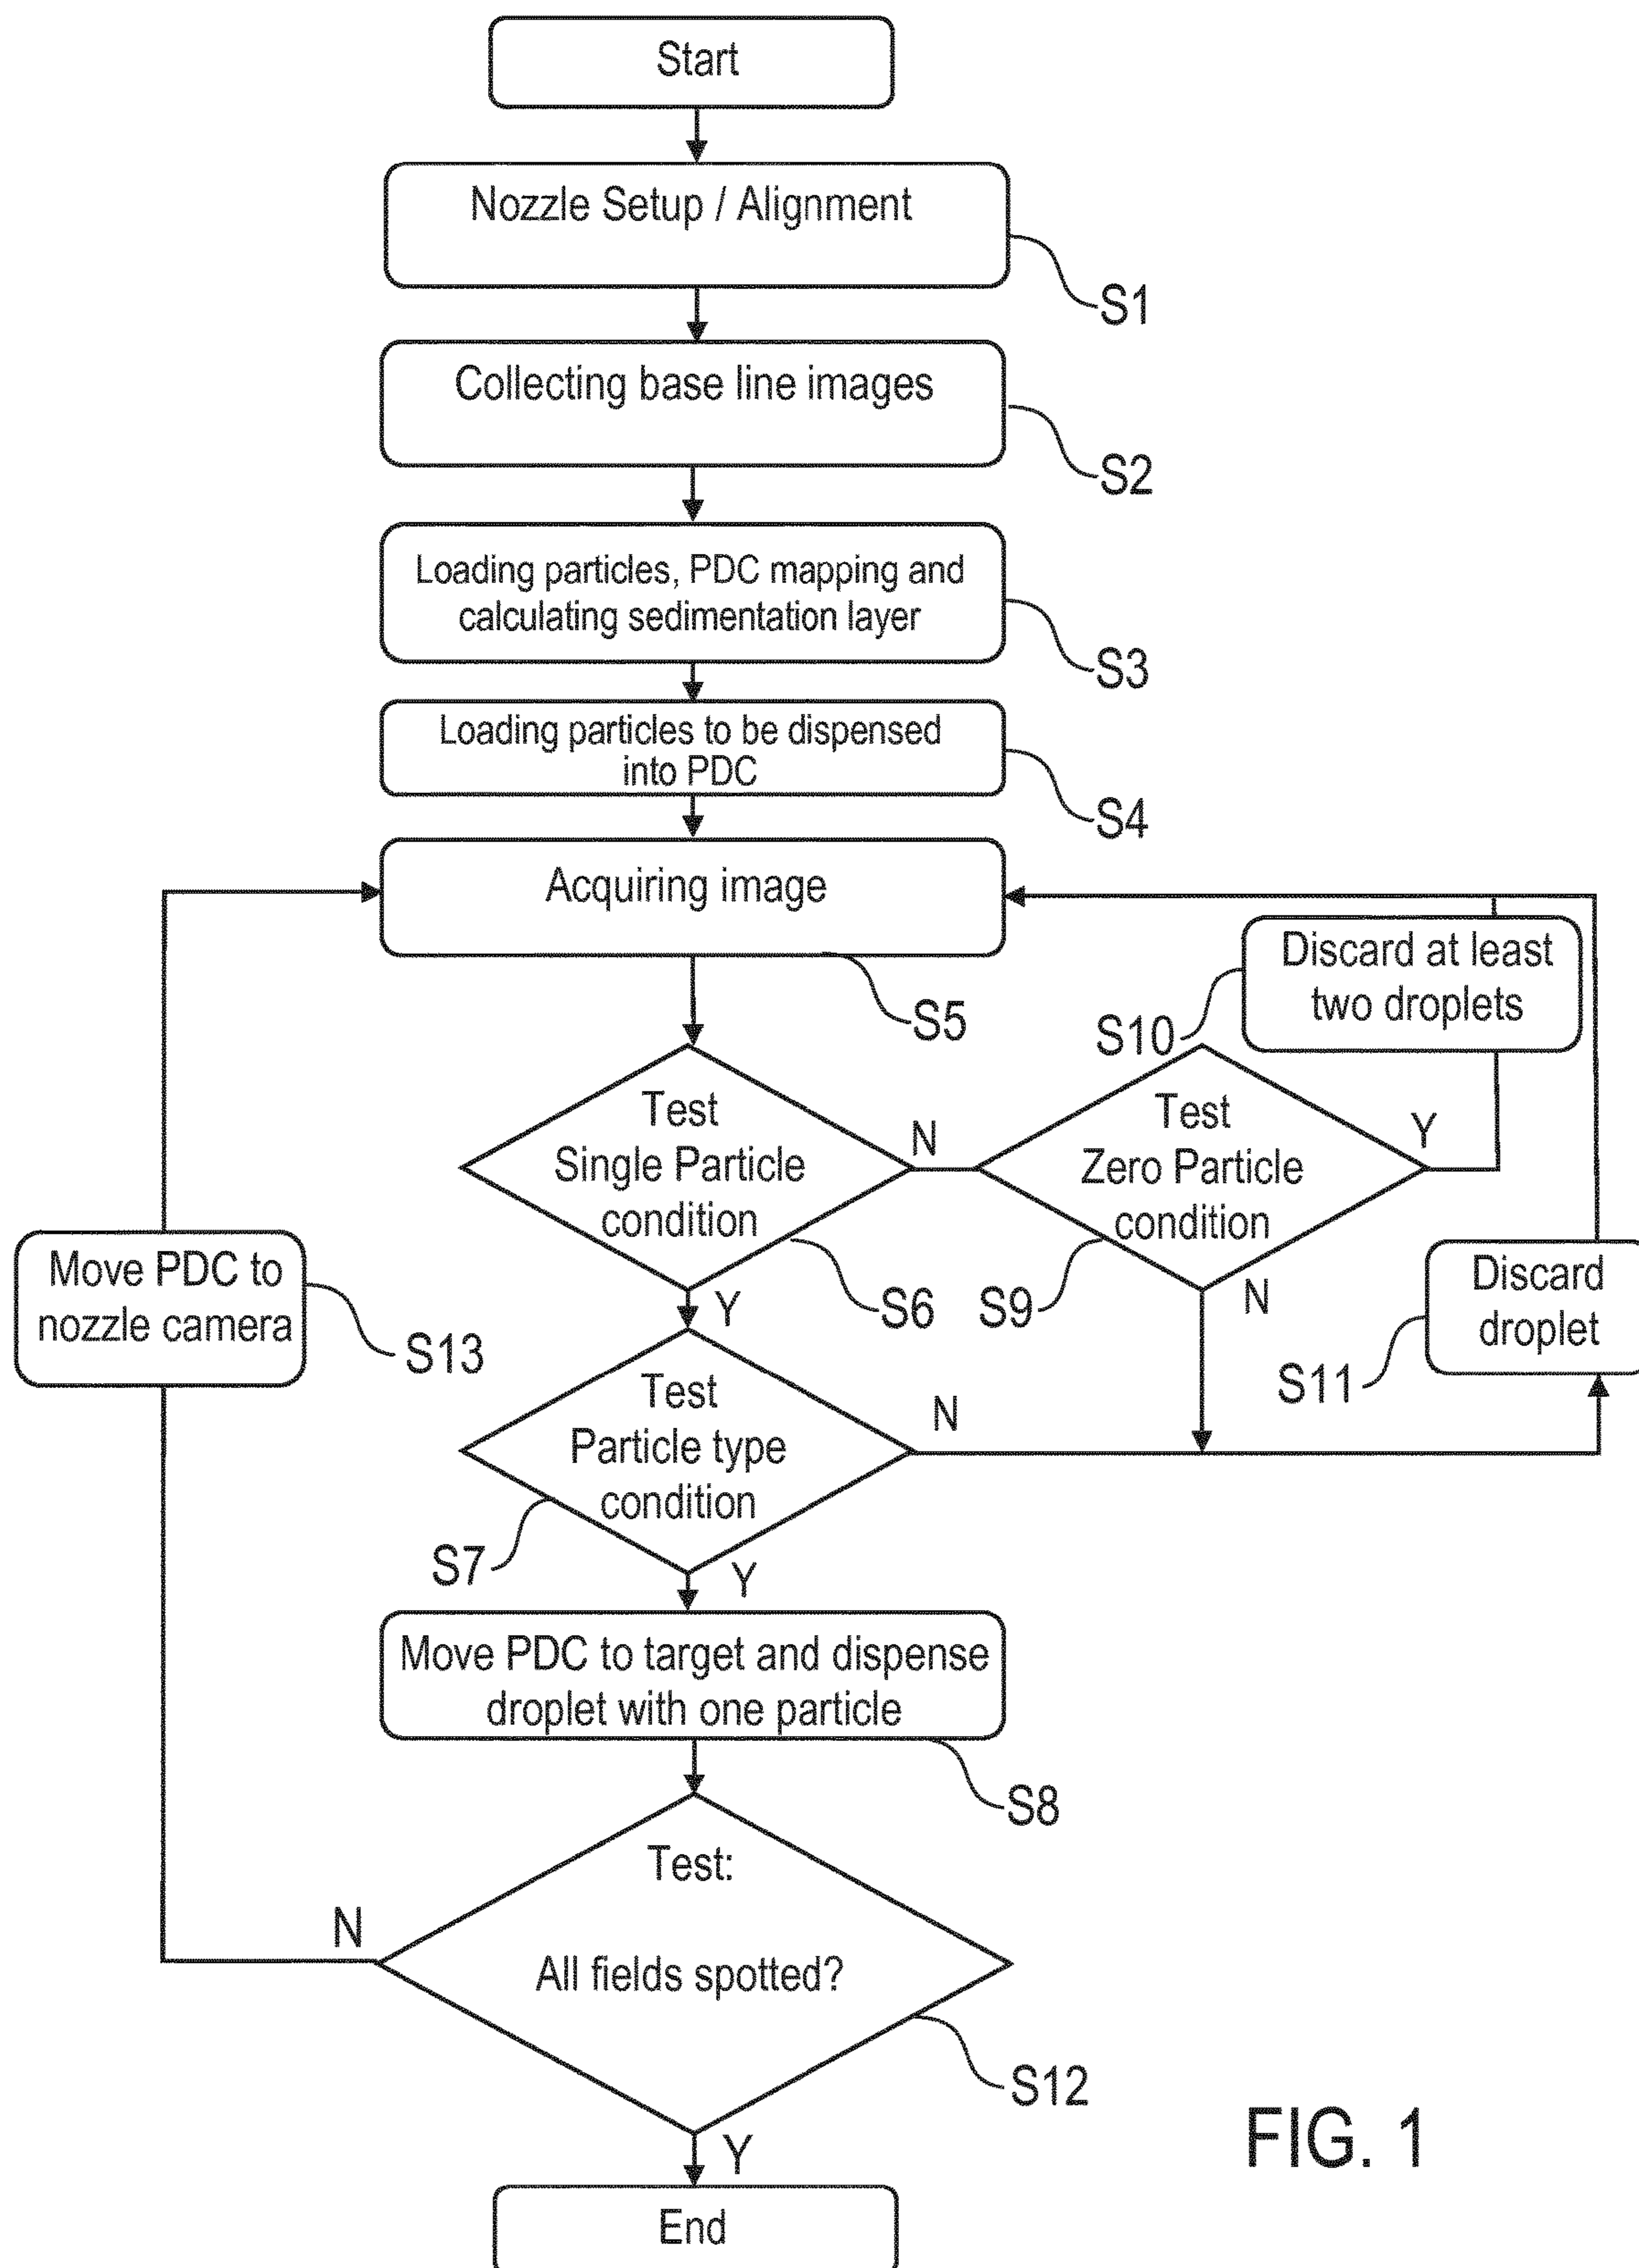 Start
Nozzle Setup / Alignment
S1
Collecting base line images
S2
Loading particles, PDC mapping and
calculating sedimentation layer
S3
Loading particles to be dispensed
into PDC
S4
Acquiring image
S5
Discard at least
two droplets
S10
Test
Single Particle
condition
N
S6
Y
Test
Zero Particle
condition
Y
S9
N
Discard
droplet
S11
Move PDC to
nozzle camera
S13
Test
Particle type
condition
N
S7
Y
Move PDC to target and dispense
droplet with one particle
S8
Test:
All fields spotted?
N
S12
Y
End
FIG. 1